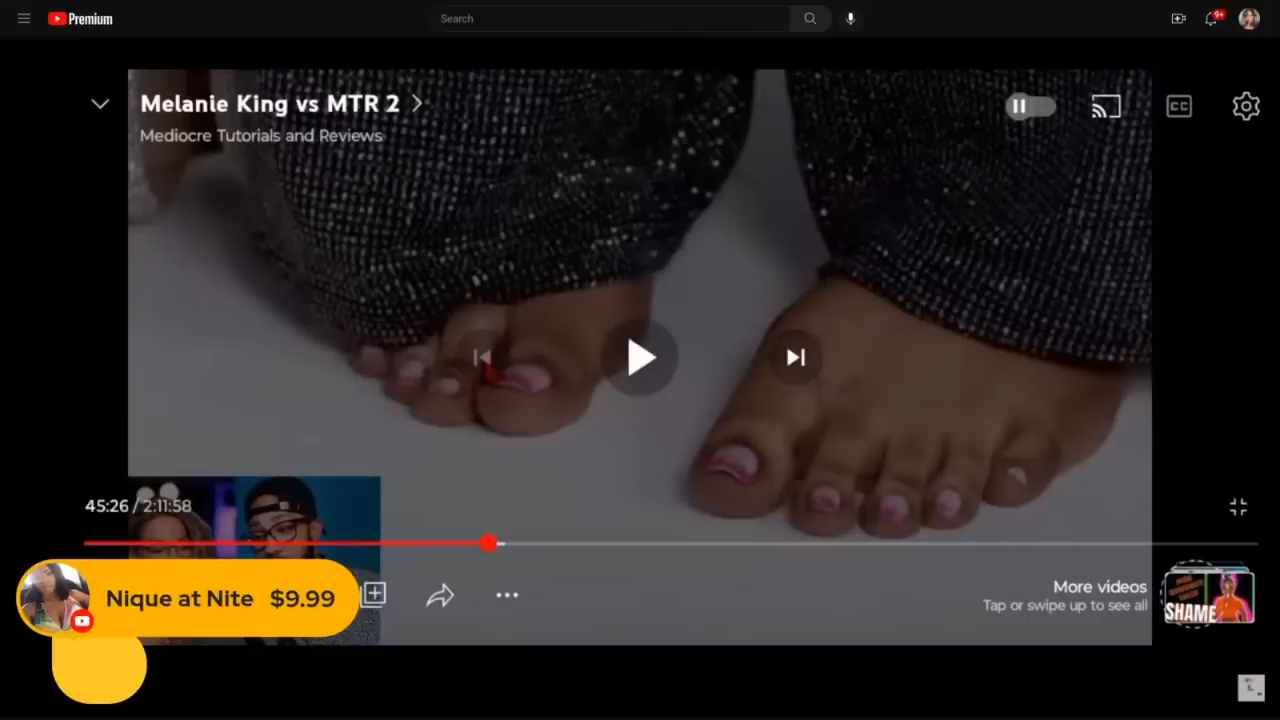 Premium
Search
9+
Melanie King vs MTR 2
Mediocre Tutorials and Reviews
CC
45:26 / 2:11:58
Nique at Nite $9.99
More videos
Tap or swipe up to see all
SHAME